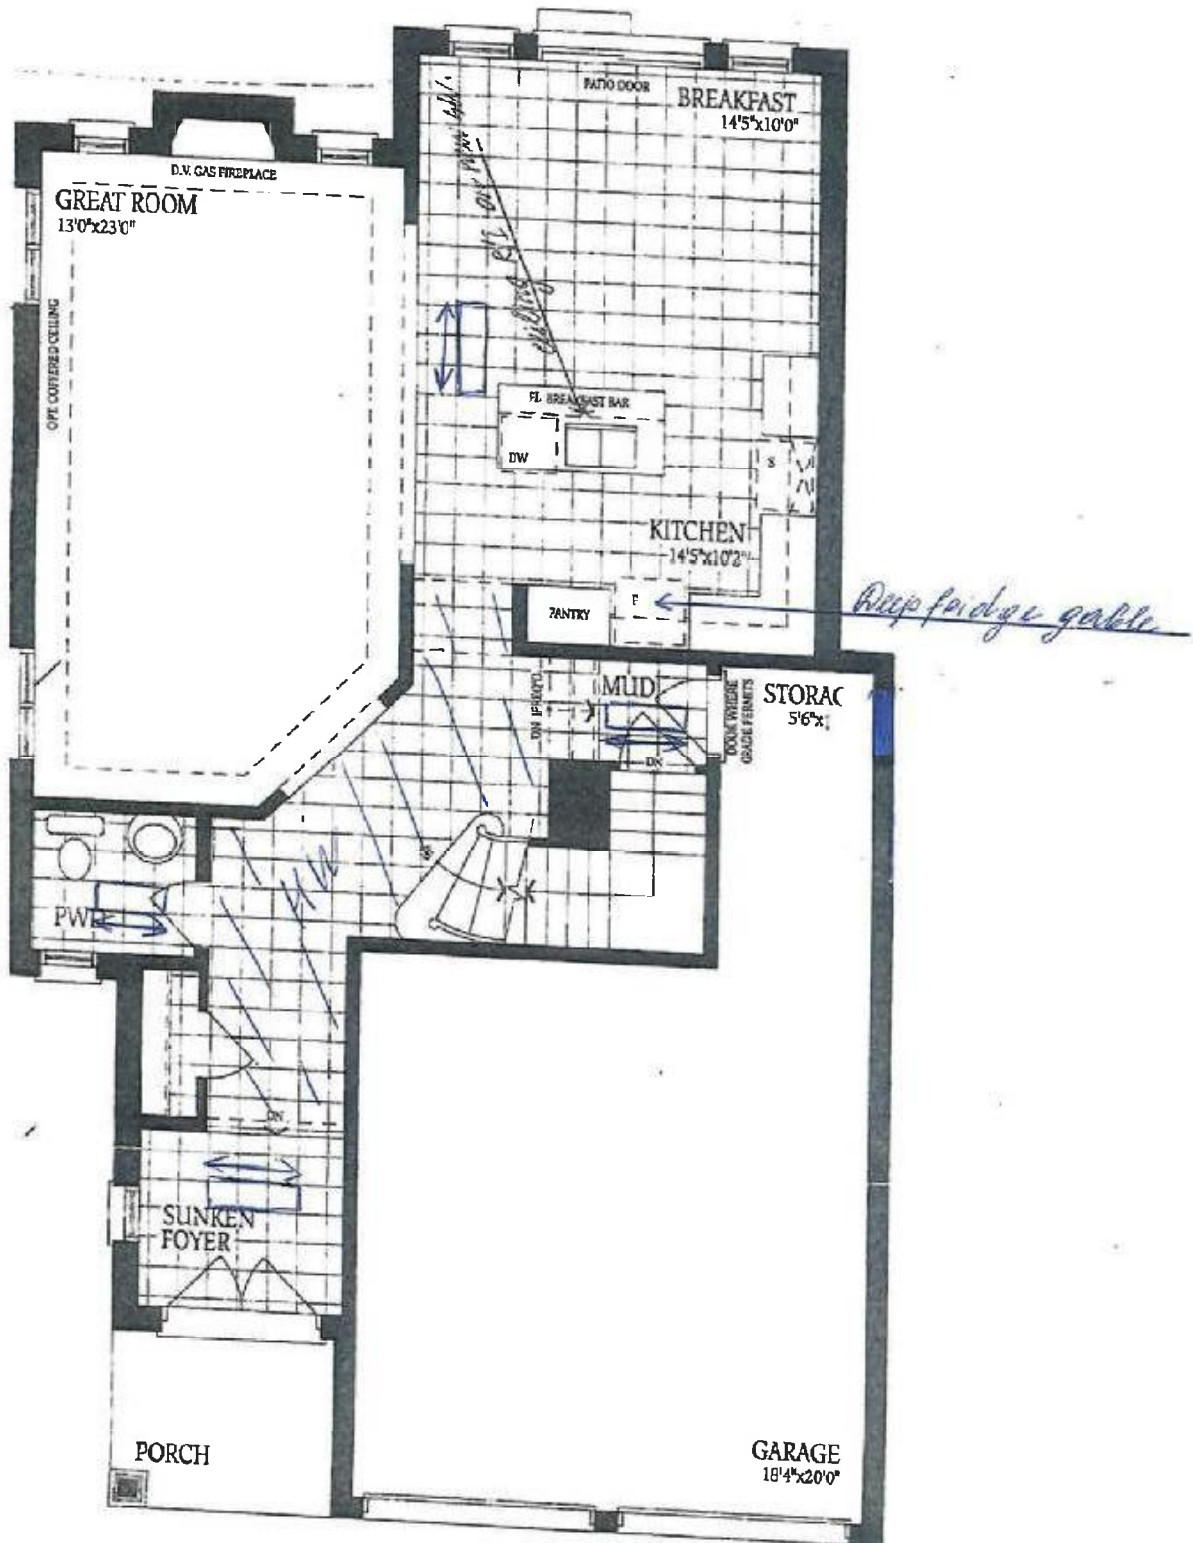 PATIO DOOR
BREAKFAST
14'5"x10'0"
D.V. GAS FIREPLACE
GREAT ROOM
13'0"x23'0"
OPT. COFFERED CEILING
FL. BREAKFAST BAR
DW
S
KITCHEN
14'5"x10'2"
PANTRY
F
Deep fridge gable
MUD
STORAG
5'6"x
DOOR WHERE
GRADE PERMITS
DN
HW
PWR
DN
SUNKEN
FOYER
PORCH
GARAGE
18'4"x20'0"